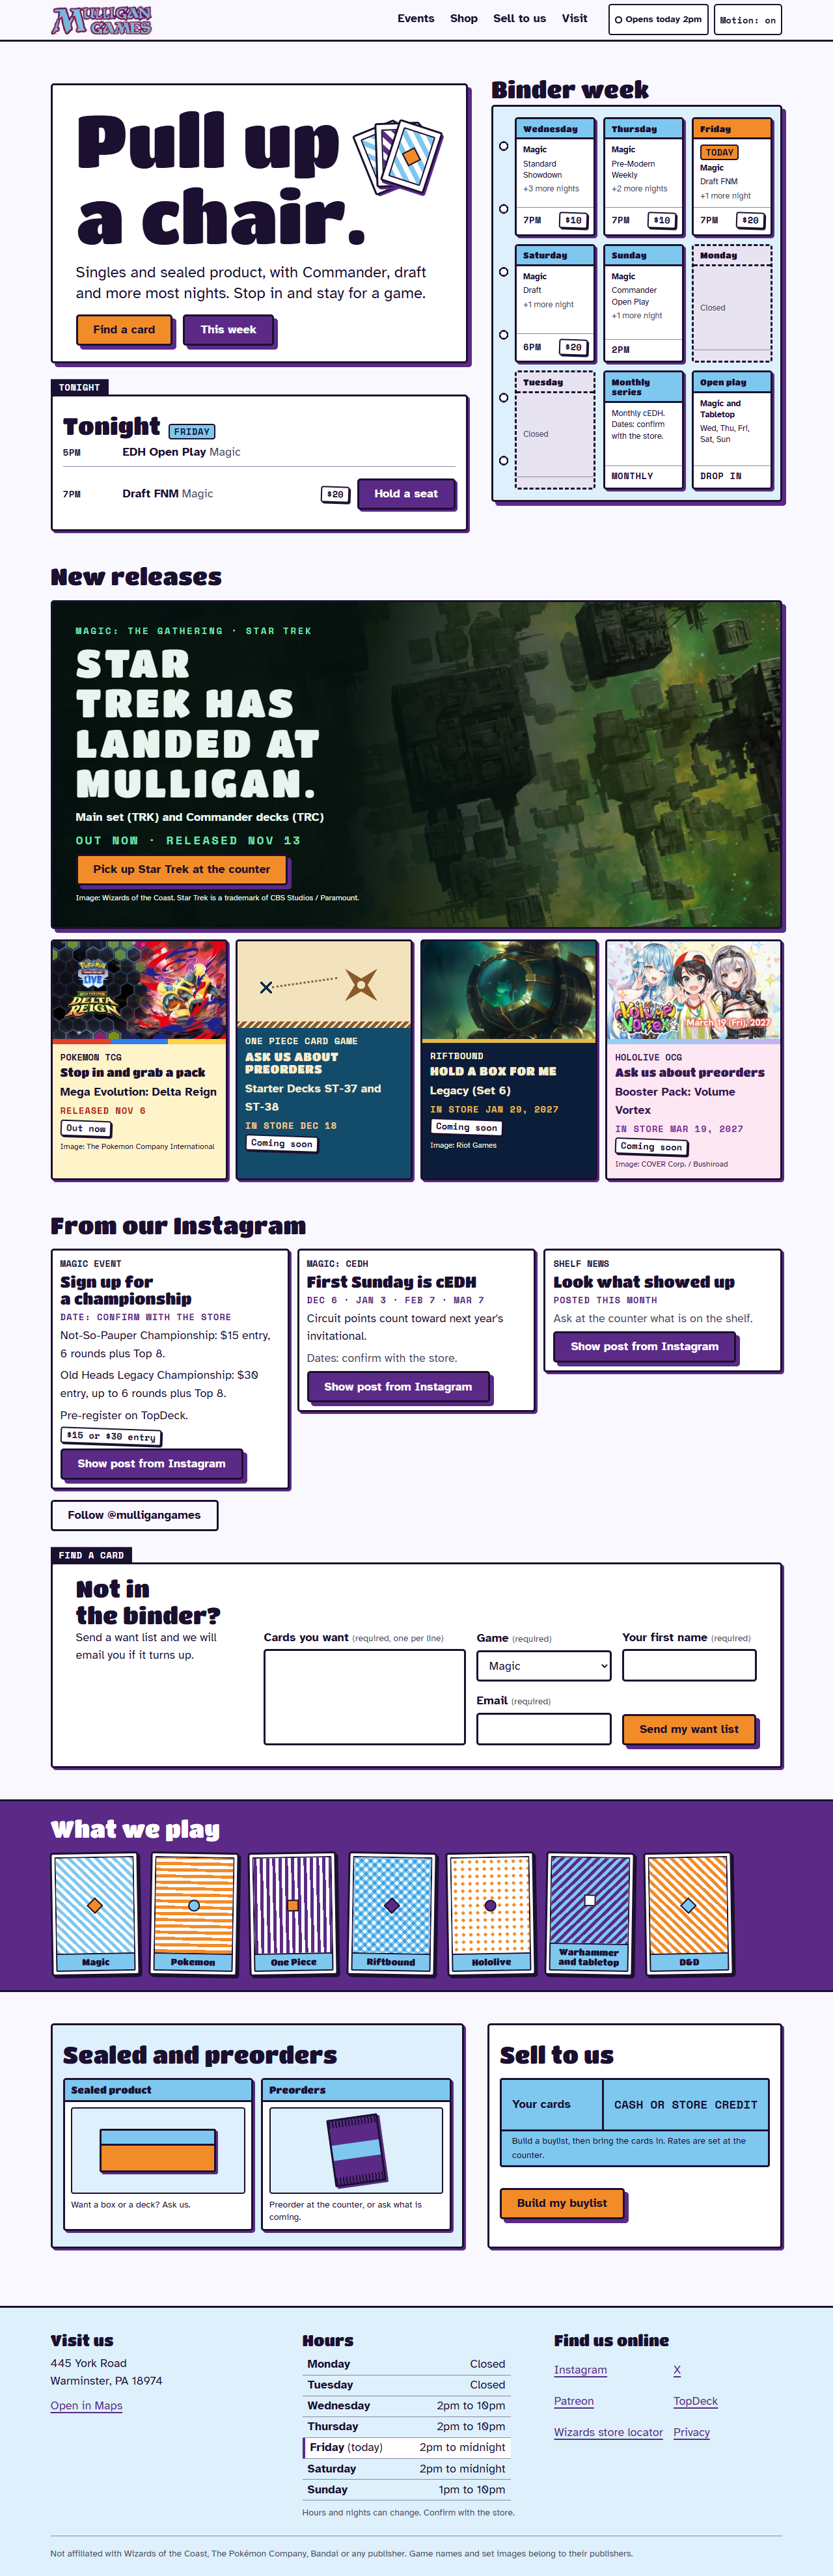 Mulligan Games
Events Shop Sell to us Visit Opens today 2pm Motion: on
Pull up
a chair.
Singles and sealed product, with Commander, draft
and more most nights. Stop in and stay for a game.
Find a card This week
Binder week
Wednesday
Magic
Standard
Showdown
+3 more nights
7PM $10
Thursday
Magic
Pre-Modern
Weekly
+2 more nights
7PM $10
Friday
TODAY
Magic
Draft FNM
+1 more night
7PM $20
Saturday
Magic
Draft
+1 more night
6PM $20
Sunday
Magic
Commander
Open Play
+1 more night
2PM
Monday
Closed
Tuesday
Closed
Monthly
series
Monthly cEDH.
Dates: confirm
with the store.
MONTHLY
Open play
Magic and
Tabletop
Wed, Thu, Fri,
Sat, Sun
DROP IN
TONIGHT
Tonight FRIDAY
5PM EDH Open Play Magic
7PM Draft FNM Magic $20 Hold a seat
New releases
MAGIC: THE GATHERING · STAR TREK
STAR
TREK HAS
LANDED AT
MULLIGAN.
Main set (TRK) and Commander decks (TRC)
OUT NOW · RELEASED NOV 13
Pick up Star Trek at the counter
Image: Wizards of the Coast. Star Trek is a trademark of CBS Studios / Paramount.
LIVE
DELTA
REIGN
POKEMON TCG
Stop in and grab a pack
Mega Evolution: Delta Reign
RELEASED NOV 6
Out now
Image: The Pokemon Company International
ONE PIECE CARD GAME
ASK US ABOUT
PREORDERS
Starter Decks ST-37 and
ST-38
IN STORE DEC 18
Coming soon
RIFTBOUND
HOLD A BOX FOR ME
Legacy (Set 6)
IN STORE JAN 29, 2027
Coming soon
Image: Riot Games
Volume
Vortex
March 19 (Fri), 2027
HOLOLIVE OCG
Ask us about preorders
Booster Pack: Volume
Vortex
IN STORE MAR 19, 2027
Coming soon
Image: COVER Corp. / Bushiroad
From our Instagram
MAGIC EVENT
Sign up for
a championship
DATE: CONFIRM WITH THE STORE
Not-So-Pauper Championship: $15 entry,
6 rounds plus Top 8.
Old Heads Legacy Championship: $30
entry, up to 6 rounds plus Top 8.
Pre-register on TopDeck.
$15 or $30 entry
Show post from Instagram
MAGIC: CEDH
First Sunday is cEDH
DEC 6 · JAN 3 · FEB 7 · MAR 7
Circuit points count toward next year's
invitational.
Dates: confirm with the store.
Show post from Instagram
SHELF NEWS
Look what showed up
POSTED THIS MONTH
Ask at the counter what is on the shelf.
Show post from Instagram
Follow @mulligangames
FIND A CARD
Not in
the binder?
Send a want list and we will
email you if it turns up.
Cards you want (required, one per line)
Game (required)
Magic
Your first name (required)
Email (required)
Send my want list
What we play
Magic
Pokemon
One Piece
Riftbound
Hololive
Warhammer
and tabletop
D&D
Sealed and preorders
Sealed product
Want a box or a deck? Ask us.
Preorders
Preorder at the counter, or ask what is
coming.
Sell to us
Your cards CASH OR STORE CREDIT
Build a buylist, then bring the cards in. Rates are set at the
counter.
Build my buylist
Visit us
445 York Road
Warminster, PA 18974
Open in Maps
Hours
Monday Closed
Tuesday Closed
Wednesday 2pm to 10pm
Thursday 2pm to 10pm
Friday (today) 2pm to midnight
Saturday 2pm to midnight
Sunday 1pm to 10pm
Hours and nights can change. Confirm with the store.
Find us online
Instagram X
Patreon TopDeck
Wizards store locator Privacy
Not affiliated with Wizards of the Coast, The Pokémon Company, Bandai or any publisher. Game names and set images belong to their publishers.